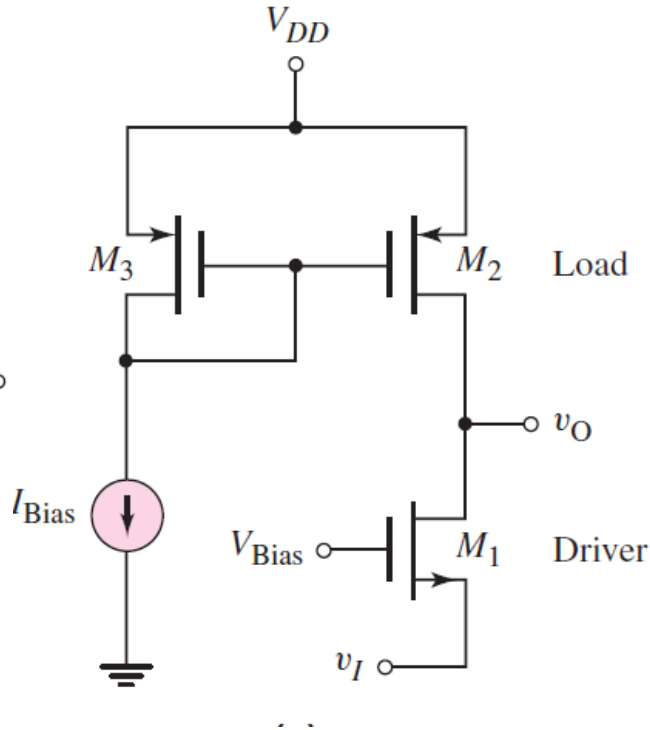 V_DD
M_3
M_2 Load
v_O
I_Bias
V_Bias
M_1 Driver
v_I